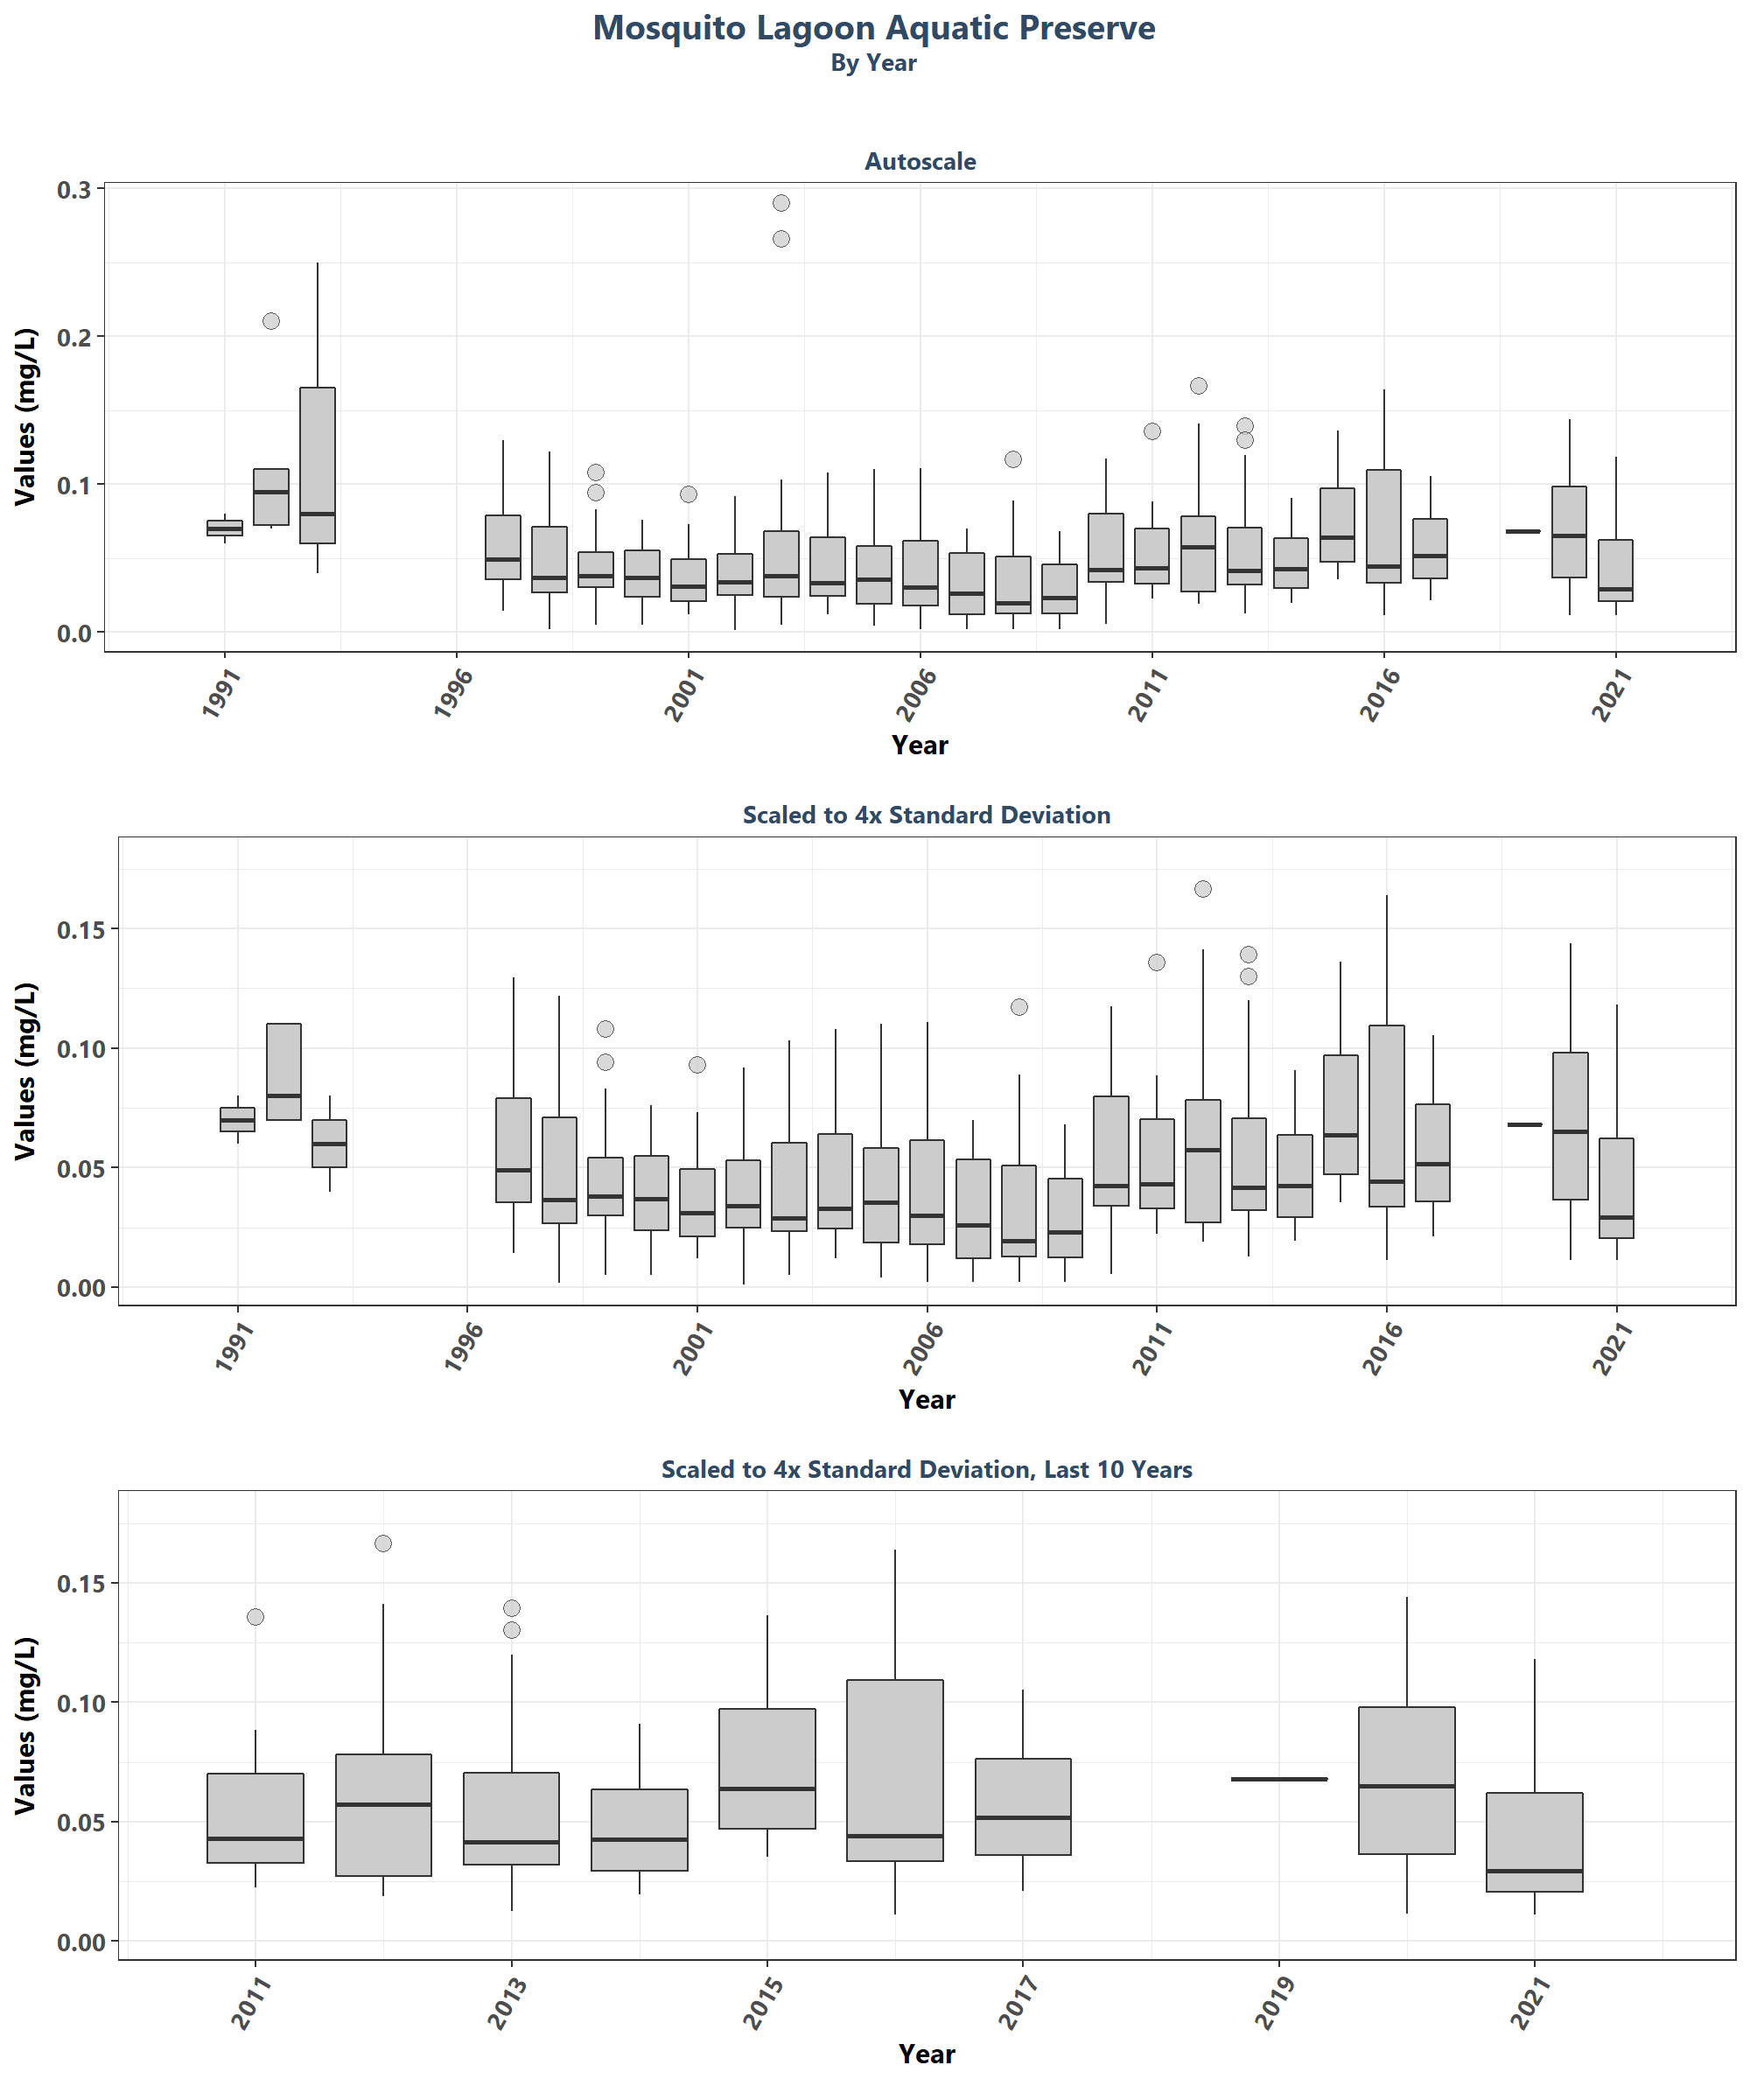 Mosquito Lagoon Aquatic Preserve
By Year
Autoscale
Values (mg/L)
0.3
0.2
0.1
0.0
1991
1996
2001
2006
2011
2016
2021
Year
Scaled to 4x Standard Deviation
Values (mg/L)
0.15
0.10
0.05
0.00
1991
1996
2001
2006
2011
2016
2021
Year
Scaled to 4x Standard Deviation, Last 10 Years
Values (mg/L)
0.15
0.10
0.05
0.00
2011
2013
2015
2017
2019
2021
Year